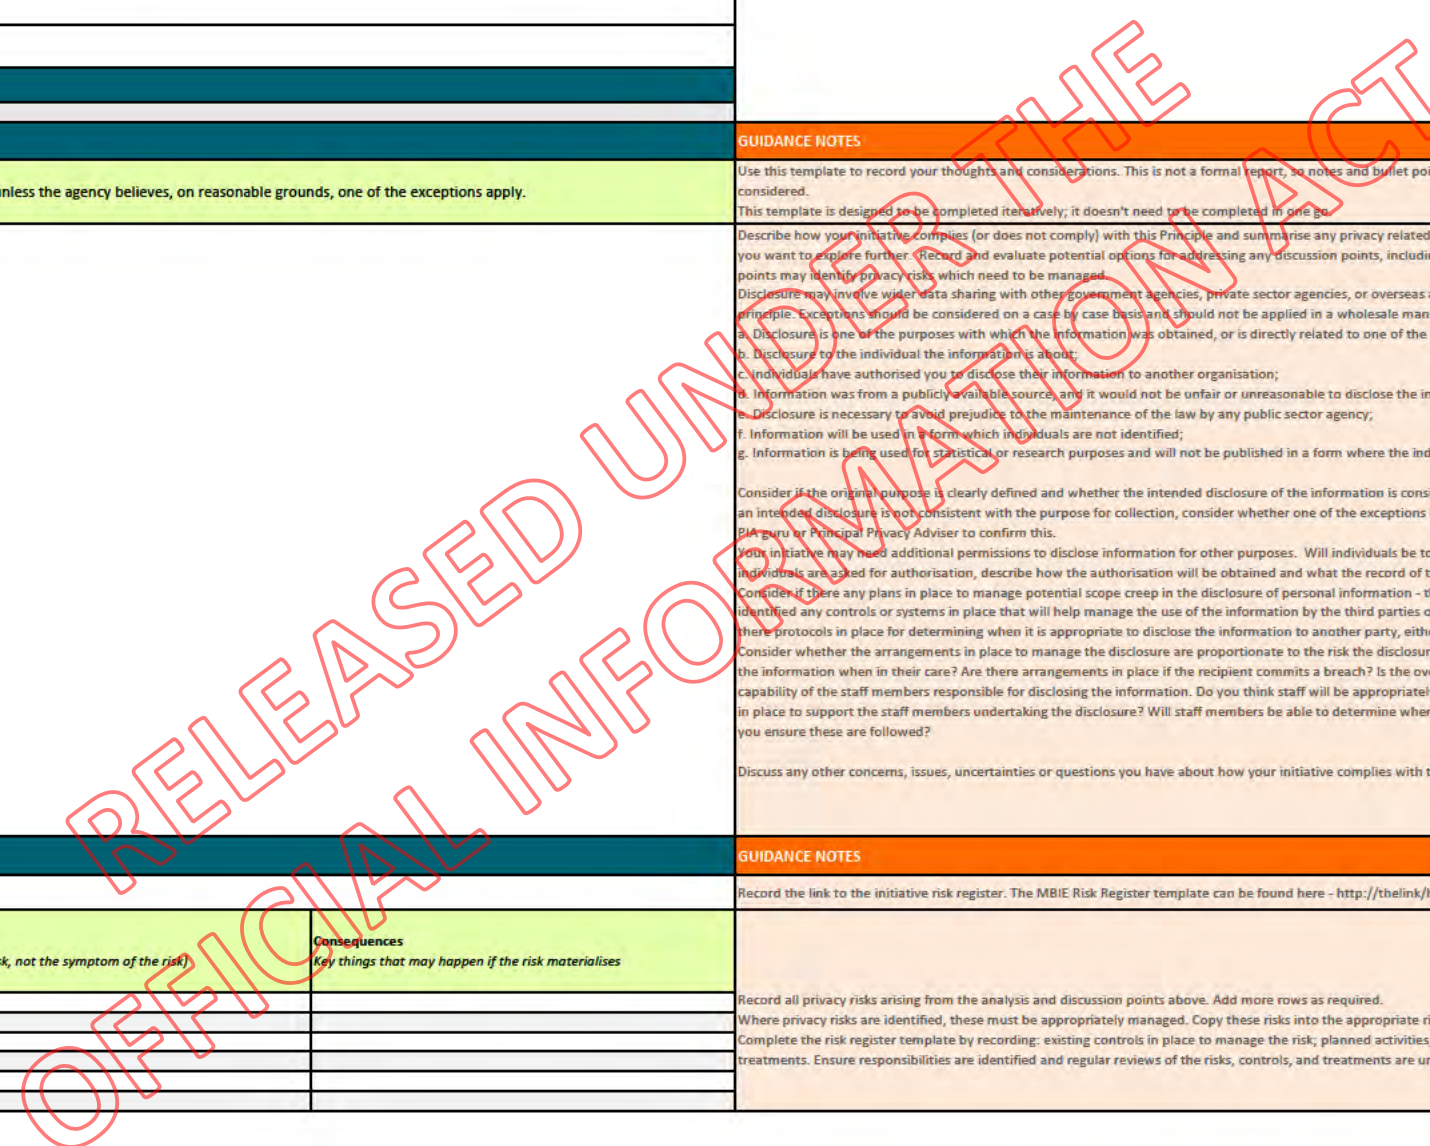 GUIDANCE NOTES
nless the agency believes, on reasonable grounds, one of the exceptions apply.
Use this template to record your thoughts and considerations. This is not a formal report, so notes and bullet poi
considered.
This template is designed to be completed iteratively; it doesn't need to be completed in one go.
Describe how your initiative complies (or does not comply) with this Principle and summarise any privacy related
you want to explore further. Record and evaluate potential options for addressing any discussion points, includi
points may identify privacy risks which need to be managed.
Disclosure may involve wider data sharing with other government agencies, private sector agencies, or overseas
principle. Exceptions should be considered on a case by case basis and should not be applied in a wholesale man
a. Disclosure is one of the purposes with which the information was obtained, or is directly related to one of the
b. Disclosure to the individual the information is about;
c. Individuals have authorised you to disclose their information to another organisation;
d. Information was from a publicly available source, and it would not be unfair or unreasonable to disclose the in
e. Disclosure is necessary to avoid prejudice to the maintenance of the law by any public sector agency;
f. Information will be used in a form which individuals are not identified;
g. Information is being used for statistical or research purposes and will not be published in a form where the ind
Consider if the original purpose is clearly defined and whether the intended disclosure of the information is consi
an intended disclosure is not consistent with the purpose for collection, consider whether one of the exceptions
PIA guru or Principal Privacy Adviser to confirm this.
Your initiative may need additional permissions to disclose information for other purposes. Will individuals be to
individuals are asked for authorisation, describe how the authorisation will be obtained and what the record of t
Consider if there any plans in place to manage potential scope creep in the disclosure of personal information - t
identified any controls or systems in place that will help manage the use of the information by the third parties o
there protocols in place for determining when it is appropriate to disclose the information to another party, eith
Consider whether the arrangements in place to manage the disclosure are proportionate to the risk the disclosur
the information when in their care? Are there arrangements in place if the recipient commits a breach? Is the ov
capability of the staff members responsible for disclosing the information. Do you think staff will be appropriatel
in place to support the staff members undertaking the disclosure? Will staff members be able to determine when
you ensure these are followed?
Discuss any other concerns, issues, uncertainties or questions you have about how your initiative complies with t
GUIDANCE NOTES
Record the link to the initiative risk register. The MBIE Risk Register template can be found here - http://thelink/
sk, not the symptom of the risk)
Consequences
Key things that may happen if the risk materialises
Record all privacy risks arising from the analysis and discussion points above. Add more rows as required.
Where privacy risks are identified, these must be appropriately managed. Copy these risks into the appropriate ri
Complete the risk register template by recording: existing controls in place to manage the risk; planned activities
treatments. Ensure responsibilities are identified and regular reviews of the risks, controls, and treatments are un
RELEASED UNDER THE
OFFICIAL INFORMATION ACT